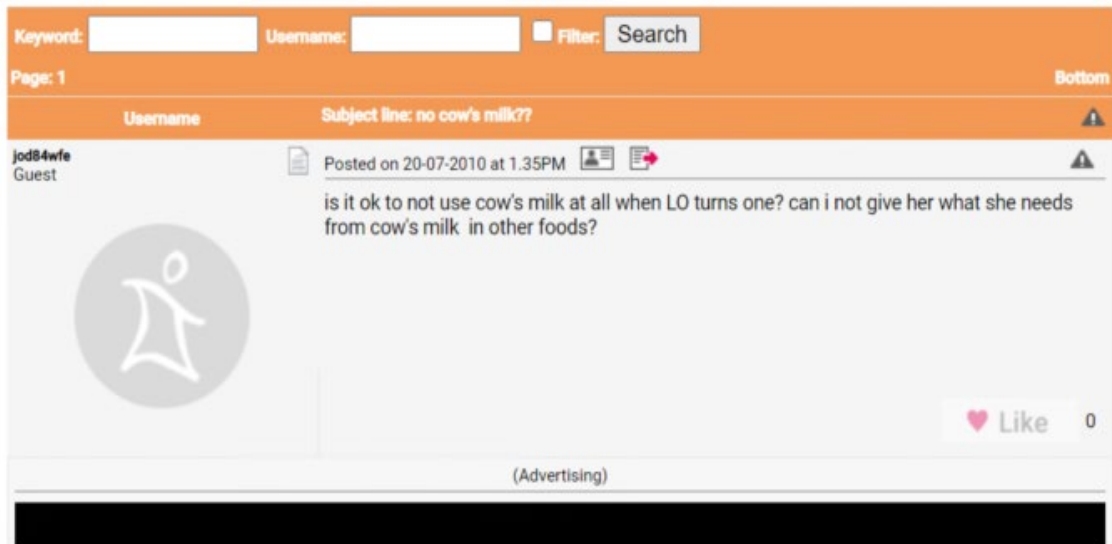 Keyword: Username: Filter: Search
Page: 1 Bottom
Username Subject line: no cow's milk??
jod84wfe
Guest
Posted on 20-07-2010 at 1.35PM
is it ok to not use cow's milk at all when LO turns one? can i not give her what she needs
from cow's milk in other foods?
Like 0
(Advertising)